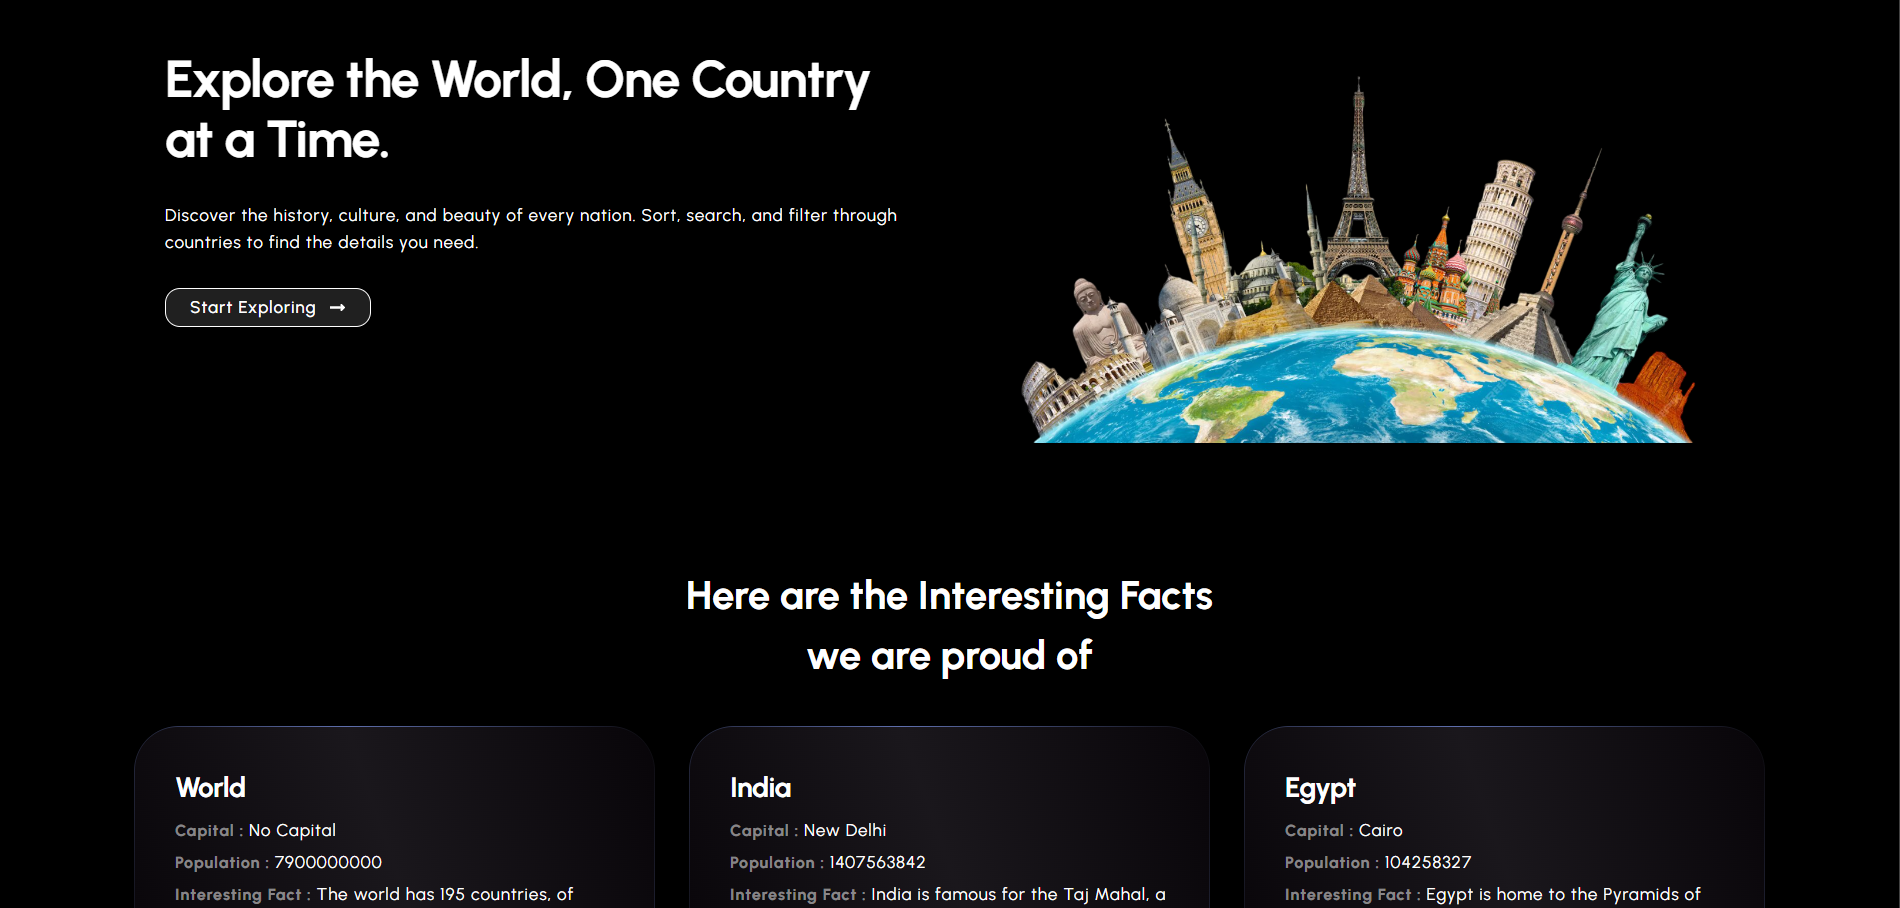 Explore the World, One Country
at a Time.
Discover the history, culture, and beauty of every nation. Sort, search, and filter through
countries to find the details you need.
Start Exploring
Here are the Interesting Facts
we are proud of
World
Capital : No Capital
Population : 7900000000
Interesting Fact : The world has 195 countries, of
India
Capital : New Delhi
Population : 1407563842
Interesting Fact : India is famous for the Taj Mahal, a
Egypt
Capital : Cairo
Population : 104258327
Interesting Fact : Egypt is home to the Pyramids of